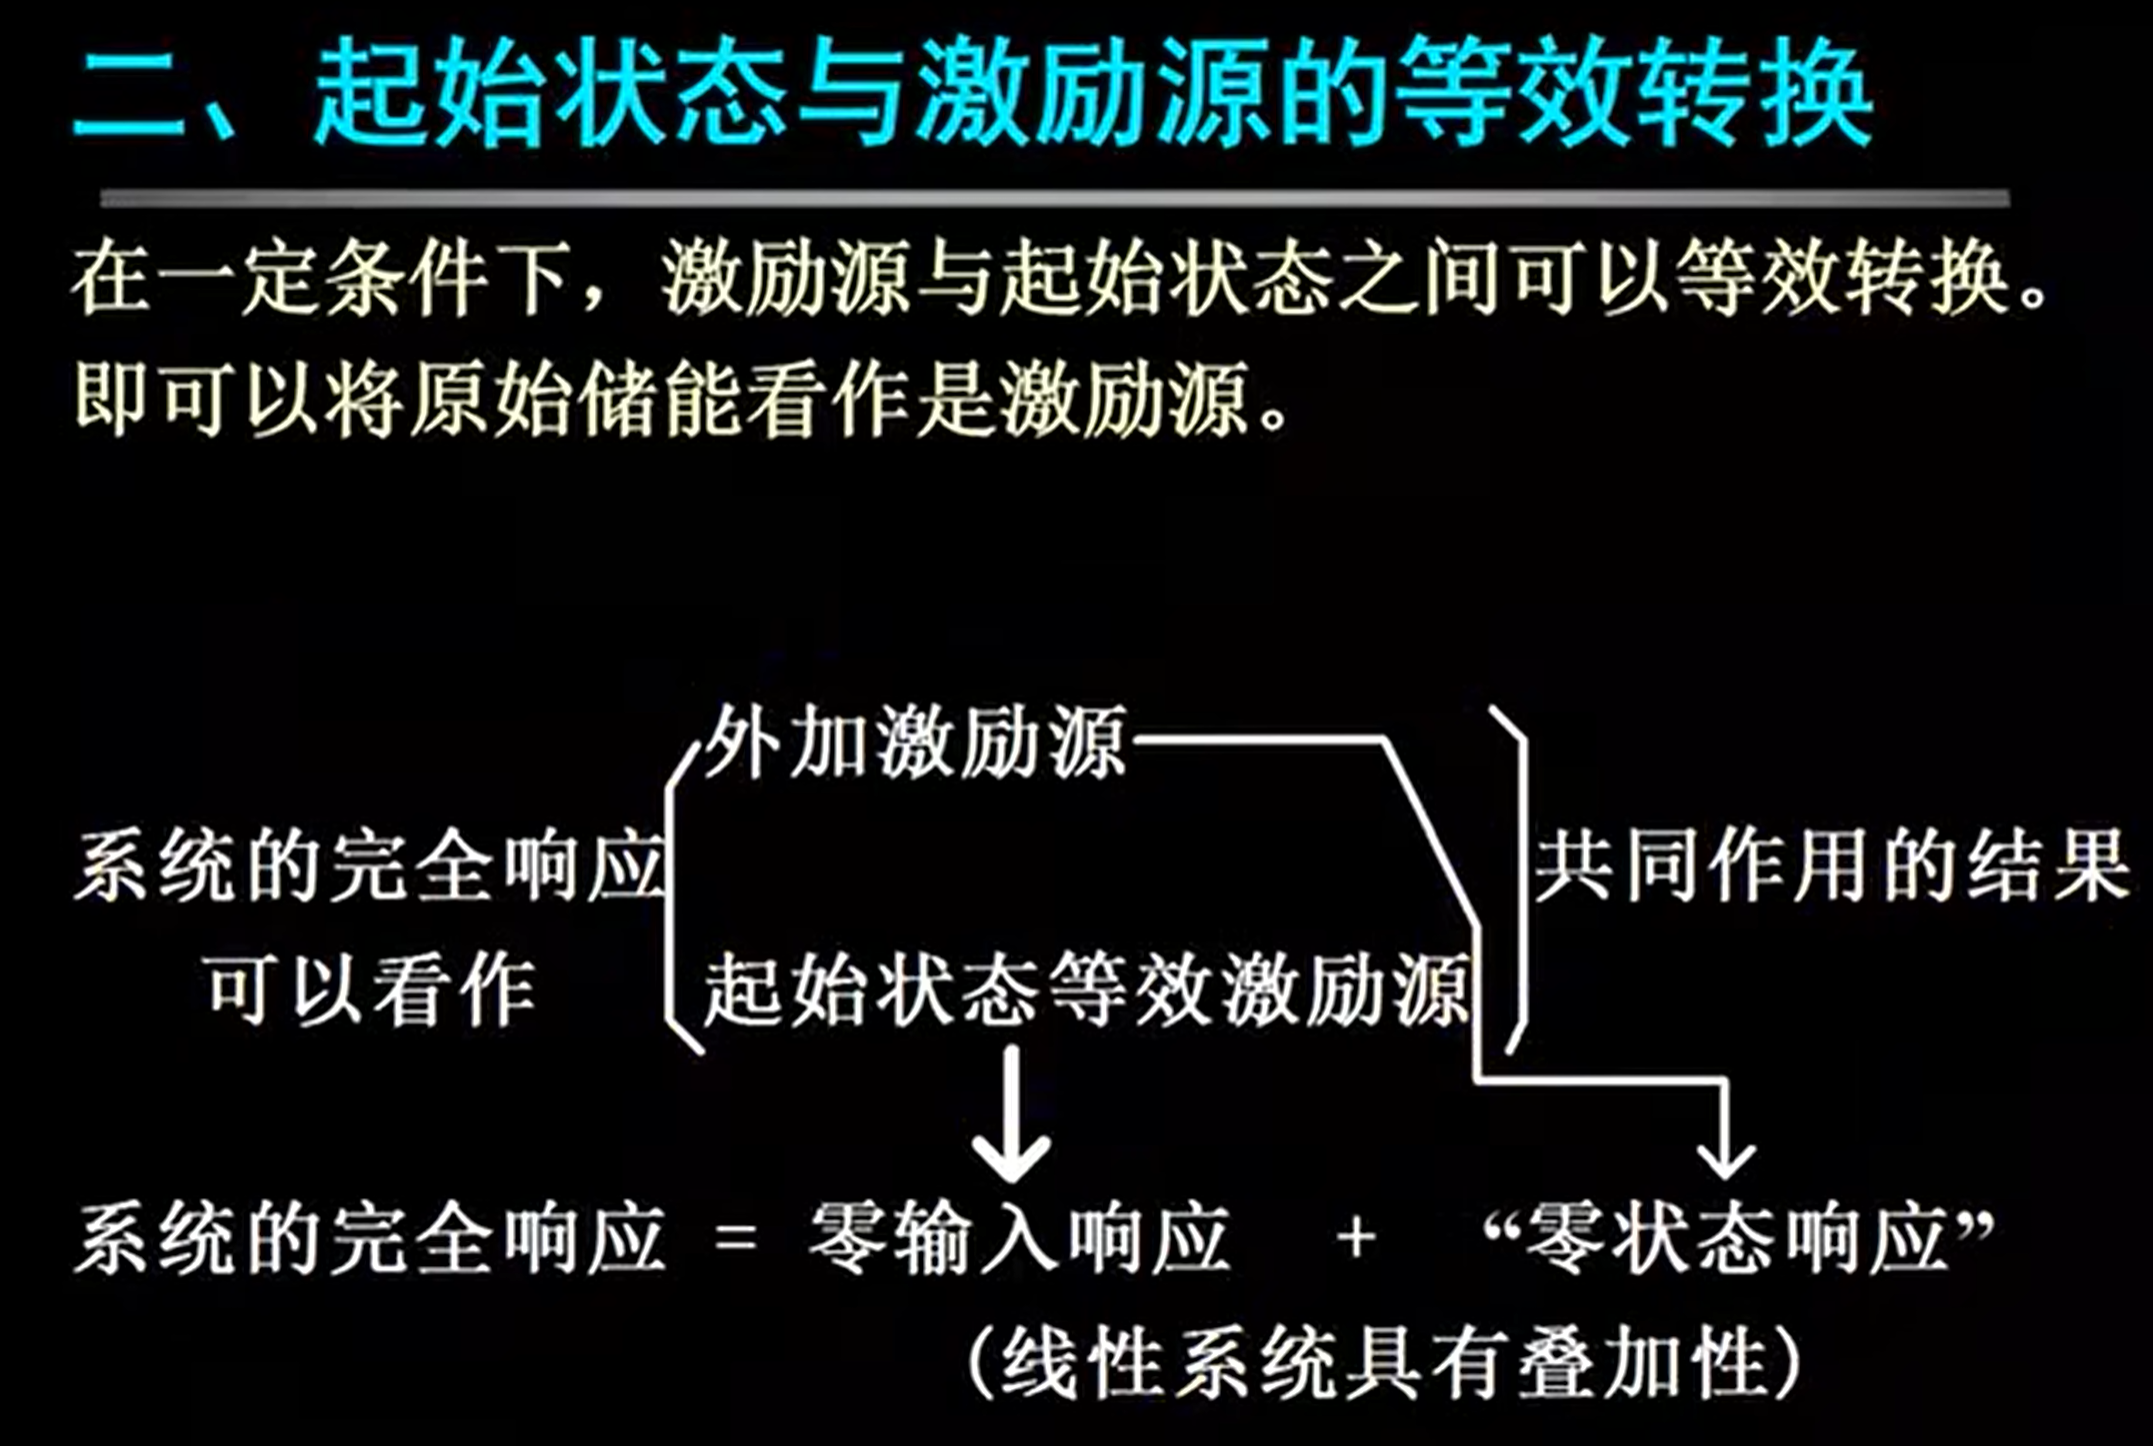 二、起始状态与激励源的等效转换
在一定条件下，激励源与起始状态之间可以等效转换。
即可以将原始储能看作是激励源。
外加激励源
系统的完全响应
共同作用的结果
可以看作
起始状态等效激励源
系统的完全响应 = 零输入响应 + “零状态响应”
(线性系统具有叠加性)